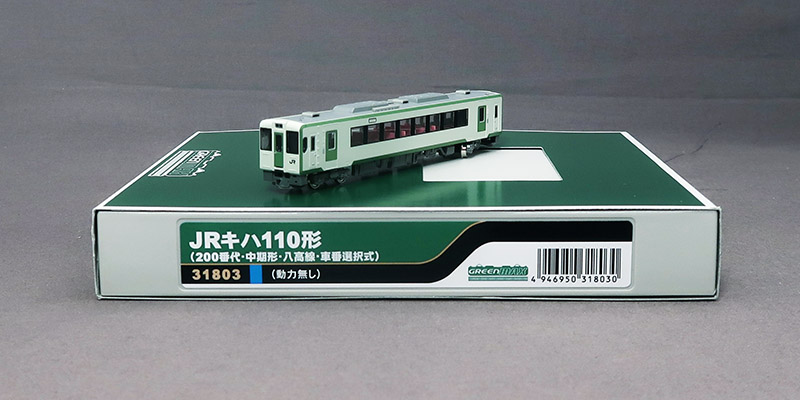 GREENMAX
JR
JRキハ110形
(200番代・中期形・八高線・車番選択式)
31803 (動力無し)
GREENMAX
4 946950 318030